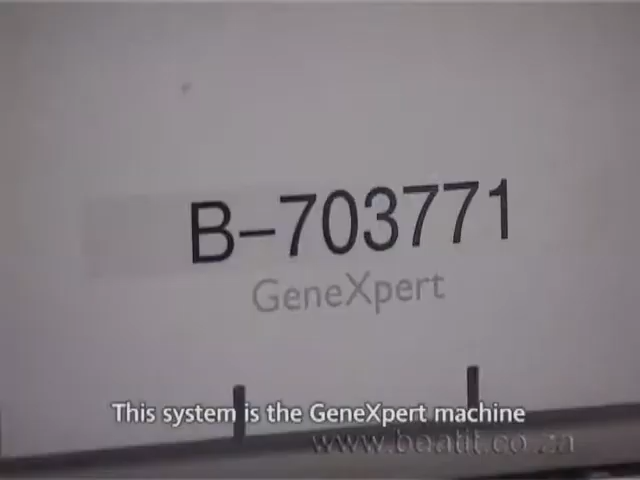 B-703771
GeneXpert
This system is the GeneXpert machine
www.beatit.co.za